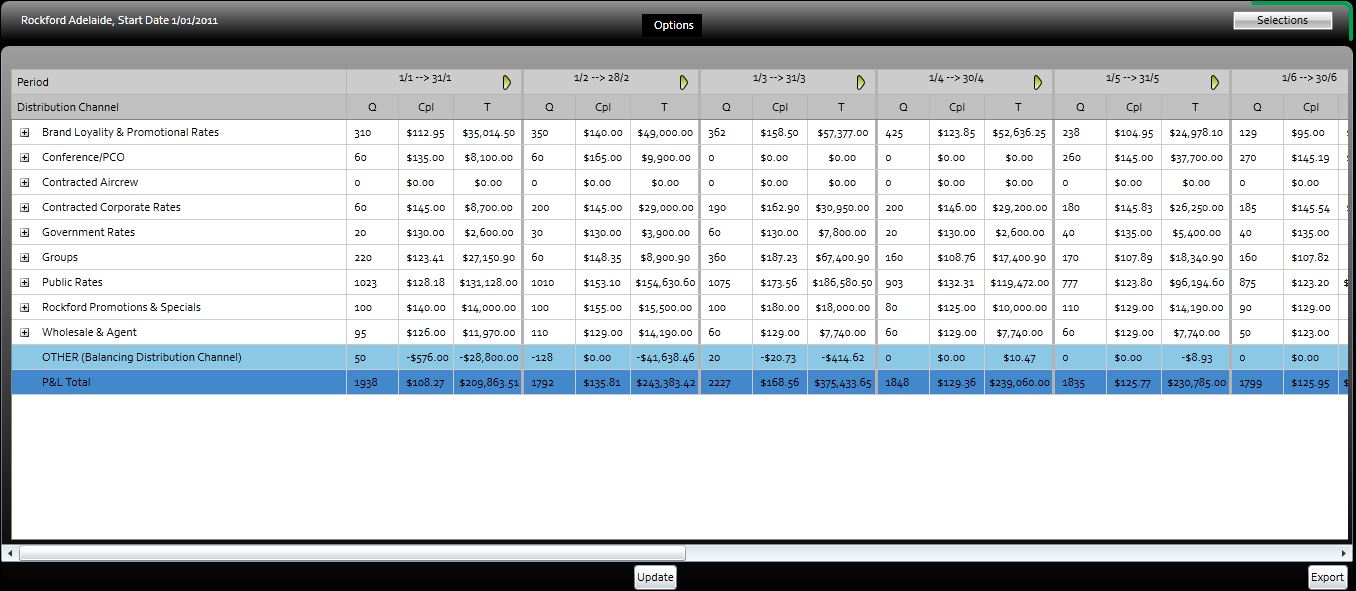 Rockford Adelaide, Start Date 1/01/2011
Options
Selections
Period 1/1 --> 31/1 1/2 --> 28/2 1/3 --> 31/3 1/4 --> 30/4 1/5 --> 31/5 1/6 --> 30/6
Distribution Channel Q Cpl T Q Cpl T Q Cpl T Q Cpl T Q Cpl T Q Cpl
Brand Loyality & Promotional Rates 310 $112.95 $35,014.50 350 $140.00 $49,000.00 362 $158.50 $57,377.00 425 $123.85 $52,636.25 238 $104.95 $24,978.10 129 $95.00
Conference/PCO 60 $135.00 $8,100.00 60 $165.00 $9,900.00 0 $0.00 $0.00 0 $0.00 $0.00 260 $145.00 $37,700.00 270 $145.19
Contracted Aircrew 0 $0.00 $0.00 0 $0.00 $0.00 0 $0.00 $0.00 0 $0.00 $0.00 0 $0.00 $0.00 0 $0.00
Contracted Corporate Rates 60 $145.00 $8,700.00 200 $145.00 $29,000.00 190 $162.90 $30,950.00 200 $146.00 $29,200.00 180 $145.83 $26,250.00 185 $145.54
Government Rates 20 $130.00 $2,600.00 30 $130.00 $3,900.00 60 $130.00 $7,800.00 20 $130.00 $2,600.00 40 $135.00 $5,400.00 40 $135.00
Groups 220 $123.41 $27,150.90 60 $148.35 $8,900.90 360 $187.23 $67,400.90 160 $108.76 $17,400.90 170 $107.89 $18,340.90 160 $107.82
Public Rates 1023 $128.18 $131,128.00 1010 $153.10 $154,630.60 1075 $173.56 $186,580.50 903 $132.31 $119,472.00 777 $123.80 $96,194.60 875 $123.20
Rockford Promotions & Specials 100 $140.00 $14,000.00 100 $155.00 $15,500.00 100 $180.00 $18,000.00 80 $125.00 $10,000.00 110 $129.00 $14,190.00 90 $129.00
Wholesale & Agent 95 $126.00 $11,970.00 110 $129.00 $14,190.00 60 $129.00 $7,740.00 60 $129.00 $7,740.00 60 $129.00 $7,740.00 50 $123.00
OTHER (Balancing Distribution Channel) 50 -$576.00 -$28,800.00 -128 $0.00 -$41,638.46 20 -$20.73 -$414.62 0 $0.00 $10.47 0 $0.00 -$8.93 0 $0.00
P&L Total 1938 $108.27 $209,863.51 1792 $135.81 $243,383.42 2227 $168.56 $375,433.65 1848 $129.36 $239,060.00 1835 $125.77 $230,785.00 1799 $125.95
Update
Export